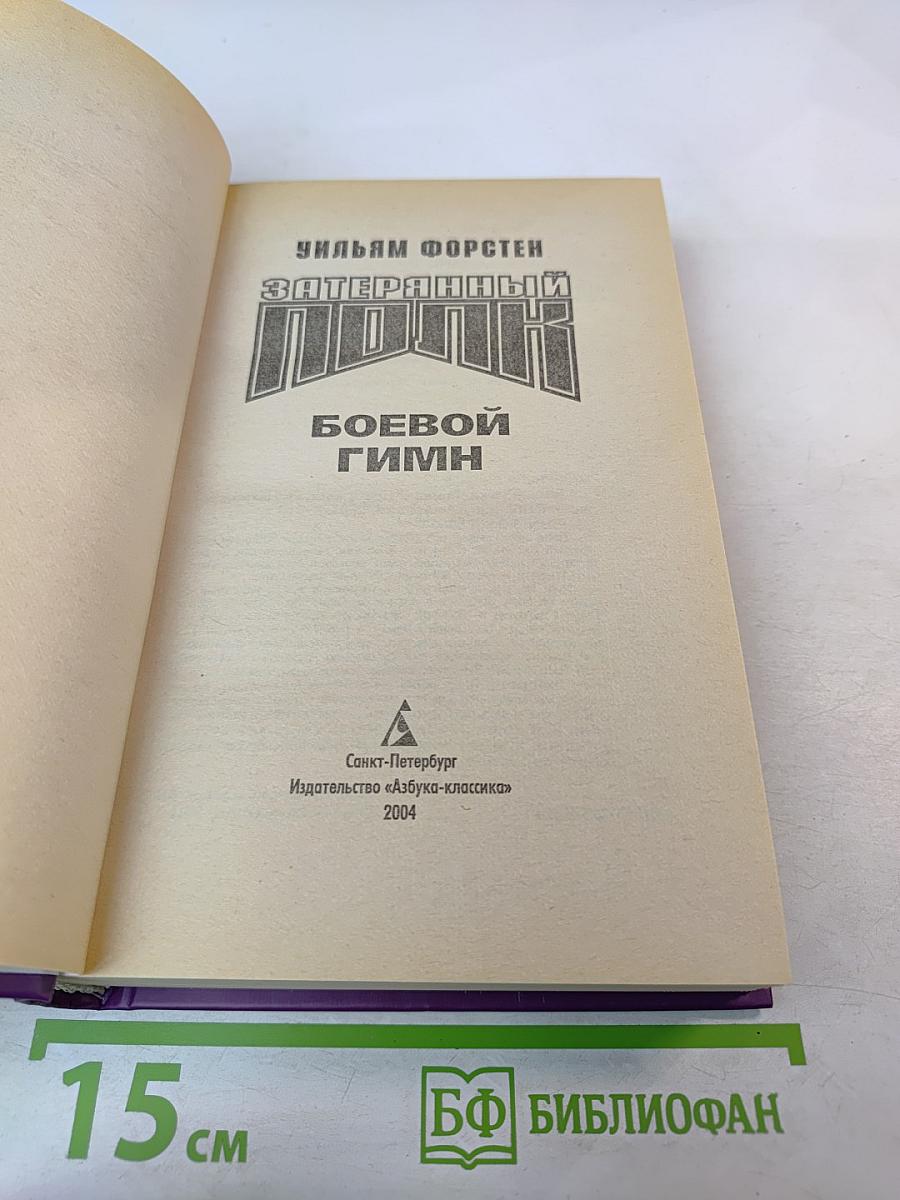 УИЛЬЯМ ФОРСТЕН
ЗАТЕРЯННЫЙ
ПОЛК
БОЕВОЙ
ГИМН
Санкт-Петербург
Издательство «Азбука-классика»
2004
15 см
БФ БИБЛИОФАН